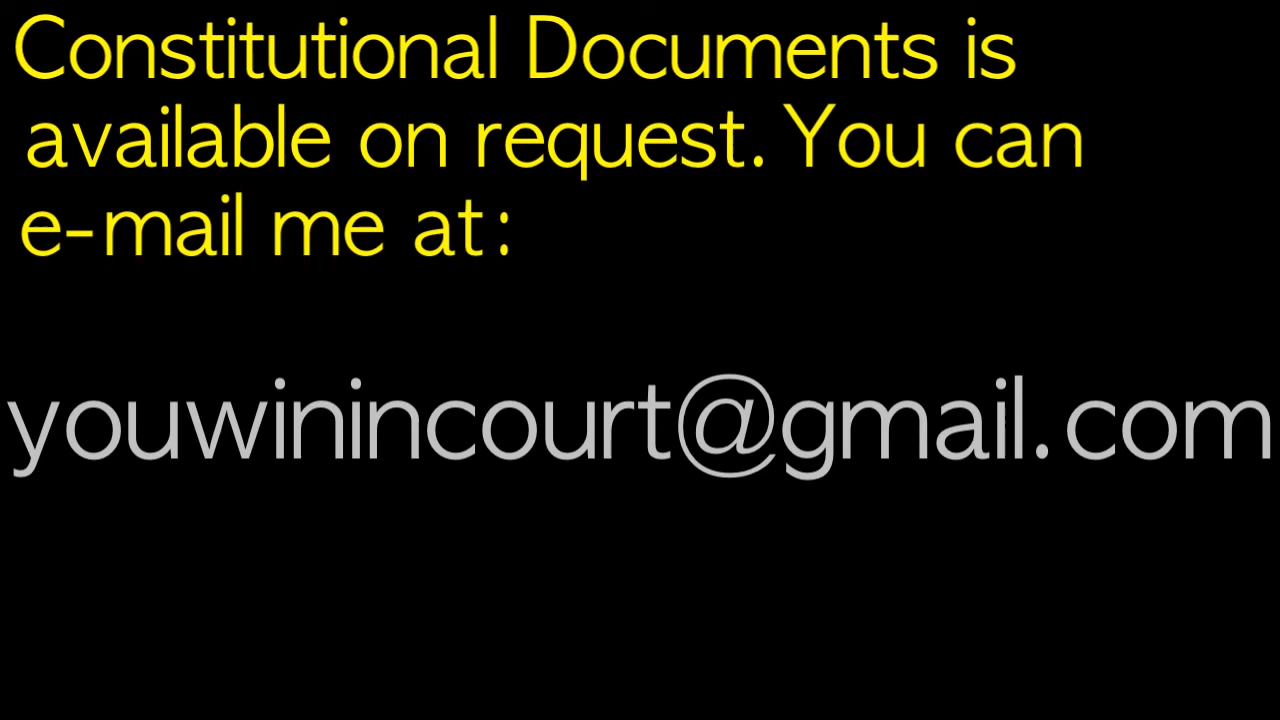 Constitutional Documents is
available on request. You can
e-mail me at:
youwinincourt@gmail.com